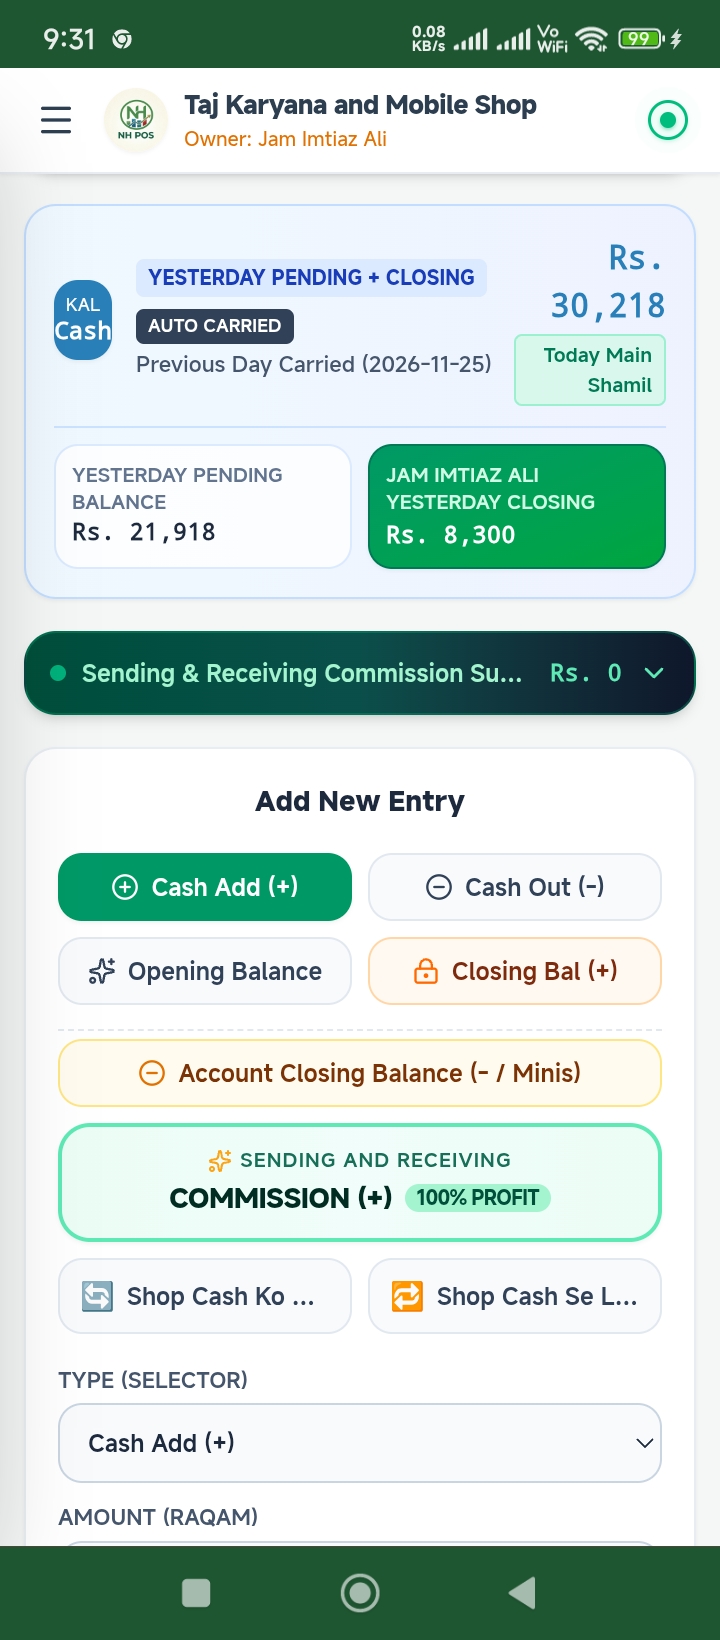 9:31
0.08
KB/s
Vo
WiFi
99
Taj Karyana and Mobile Shop
NH
NH POS
Owner: Jam Imtiaz Ali
KAL
Cash
YESTERDAY PENDING + CLOSING
AUTO CARRIED
Previous Day Carried (2026-11-25)
Rs.
30,218
Today Main
Shamil
YESTERDAY PENDING
BALANCE
Rs. 21,918
JAM IMTIAZ ALI
YESTERDAY CLOSING
Rs. 8,300
Sending & Receiving Commission Su... Rs. 0
Add New Entry
Cash Add (+)
Cash Out (-)
Opening Balance
Closing Bal (+)
Account Closing Balance (- / Minis)
SENDING AND RECEIVING
COMMISSION (+) 100% PROFIT
Shop Cash Ko ...
Shop Cash Se L...
TYPE (SELECTOR)
Cash Add (+)
AMOUNT (RAQAM)